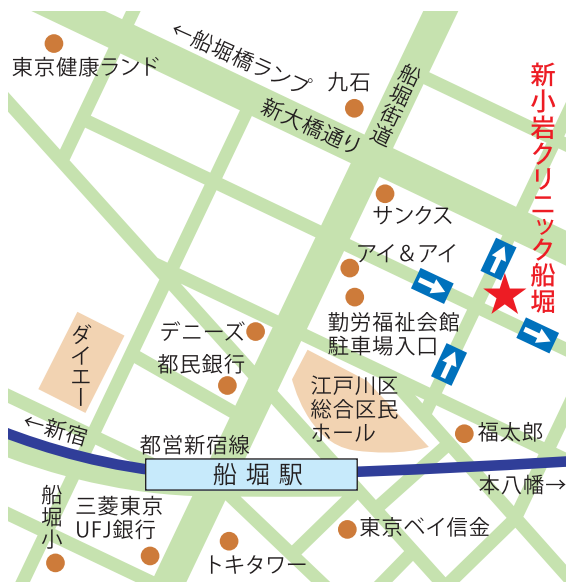 ←船堀橋ランプ
東京健康ランド
九石
船堀街道
新大橋通り
新小岩クリニック船堀
サンクス
アイ＆アイ
勤労福祉会館
駐車場入口
デニーズ
都民銀行
ダイエー
江戸川区
総合区民
ホール
←新宿
都営新宿線
福太郎
船堀駅
本八幡→
船堀小
三菱東京
UFJ銀行
トキタワー
東京ベイ信金